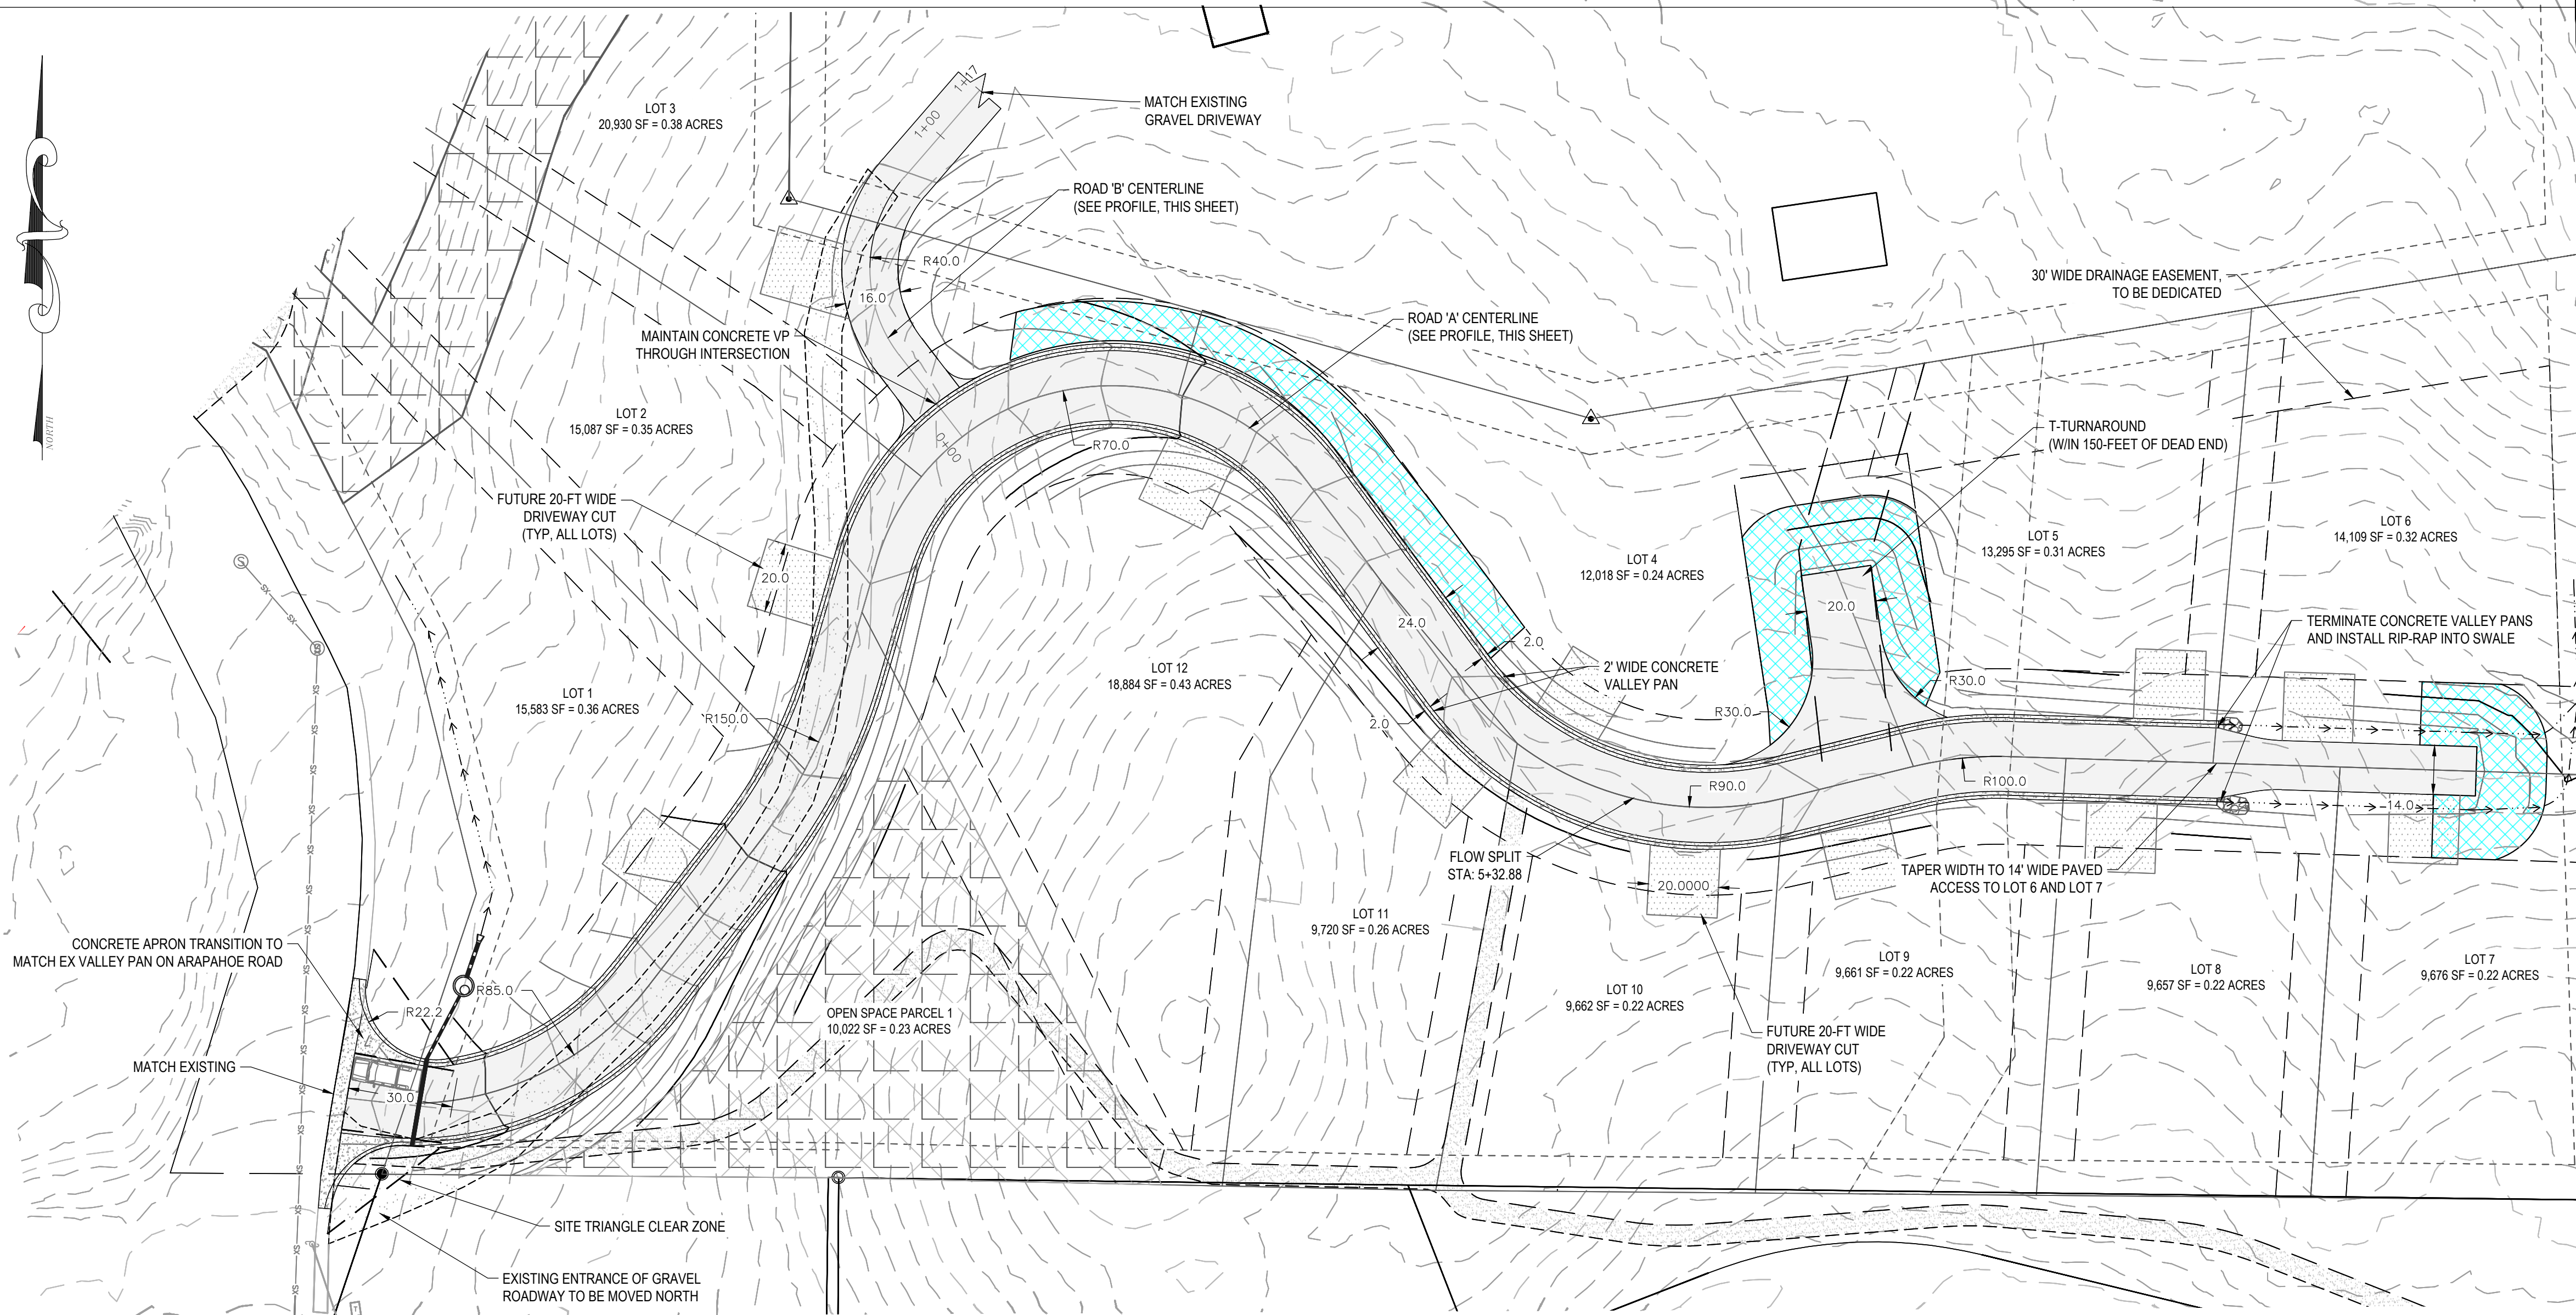 1+17
1+00
MATCH EXISTING
GRAVEL DRIVEWAY
LOT 3
20,930 SF = 0.38 ACRES
ROAD 'B' CENTERLINE
(SEE PROFILE, THIS SHEET)
R40.0
16.0
30' WIDE DRAINAGE EASEMENT,
TO BE DEDICATED
MAINTAIN CONCRETE VP
THROUGH INTERSECTION
ROAD 'A' CENTERLINE
(SEE PROFILE, THIS SHEET)
NORTH
LOT 2
15,087 SF = 0.35 ACRES
0+00
R70.0
T-TURNAROUND
(W/IN 150-FEET OF DEAD END)
FUTURE 20-FT WIDE
DRIVEWAY CUT
(TYP, ALL LOTS)
20.0
LOT 4
12,018 SF = 0.24 ACRES
LOT 5
13,295 SF = 0.31 ACRES
LOT 6
14,109 SF = 0.32 ACRES
S
SX
SX
S
24.0
20.0
2.0
TERMINATE CONCRETE VALLEY PANS
AND INSTALL RIP-RAP INTO SWALE
LOT 12
18,884 SF = 0.43 ACRES
2' WIDE CONCRETE
VALLEY PAN
2.0
R30.0
R30.0
LOT 1
15,583 SF = 0.36 ACRES
R150.0
SX
SX
SX
SX
SX
SX
SX
SX
SX
SX
R90.0
R100.0
14.0
FLOW SPLIT
STA: 5+32.88
20.0000
TAPER WIDTH TO 14' WIDE PAVED
ACCESS TO LOT 6 AND LOT 7
LOT 11
9,720 SF = 0.26 ACRES
CONCRETE APRON TRANSITION TO
MATCH EX VALLEY PAN ON ARAPAHOE ROAD
R85.0
R22.2
LOT 10
9,662 SF = 0.22 ACRES
LOT 9
9,661 SF = 0.22 ACRES
LOT 8
9,657 SF = 0.22 ACRES
LOT 7
9,676 SF = 0.22 ACRES
OPEN SPACE PARCEL 1
10,022 SF = 0.23 ACRES
FUTURE 20-FT WIDE
DRIVEWAY CUT
(TYP, ALL LOTS)
MATCH EXISTING
30.0
SITE TRIANGLE CLEAR ZONE
EXISTING ENTRANCE OF GRAVEL
ROADWAY TO BE MOVED NORTH